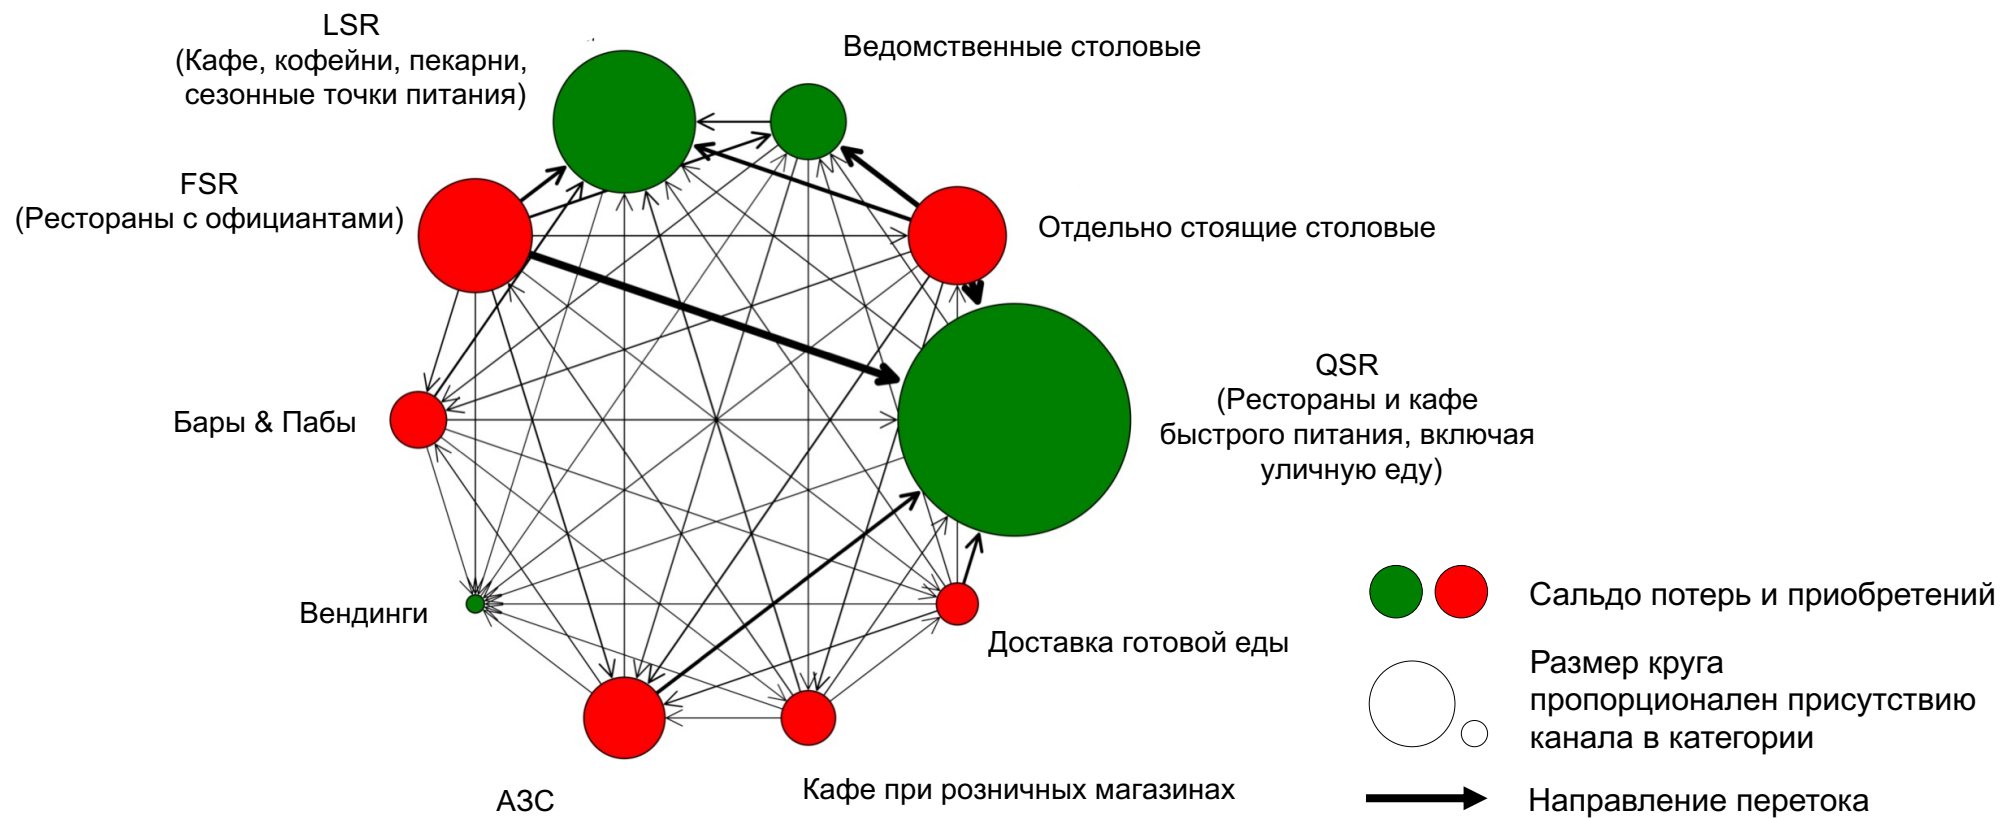 LSR
(Кафе, кофейни, пекарни,
сезонные точки питания)
Ведомственные столовые
FSR
(Рестораны с официантами)
Отдельно стоящие столовые
QSR
(Рестораны и кафе
быстрого питания, включая
уличную еду)
Бары & Пабы
Вендинги
Доставка готовой еды
АЗС
Кафе при розничных магазинах
Сальдо потерь и приобретений
Размер круга
пропорционален присутствию
канала в категории
Направление перетока